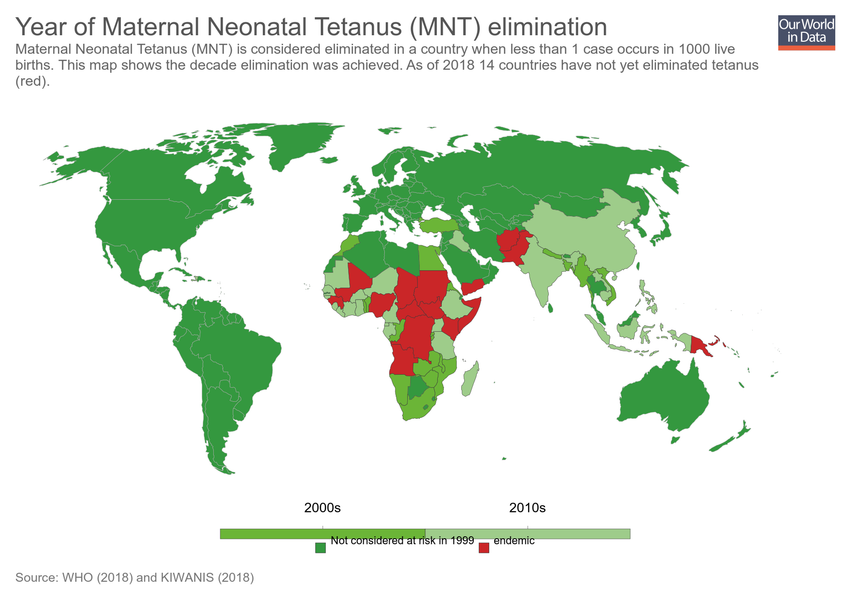 Year of Maternal Neonatal Tetanus (MNT) elimination
Our World
in Data
Maternal Neonatal Tetanus (MNT) is considered eliminated in a country when less than 1 case occurs in 1000 live
births. This map shows the decade elimination was achieved. As of 2018 14 countries have not yet eliminated tetanus
(red).
2000s 2010s
Not considered at risk in 1999 endemic
Source: WHO (2018) and KIWANIS (2018)